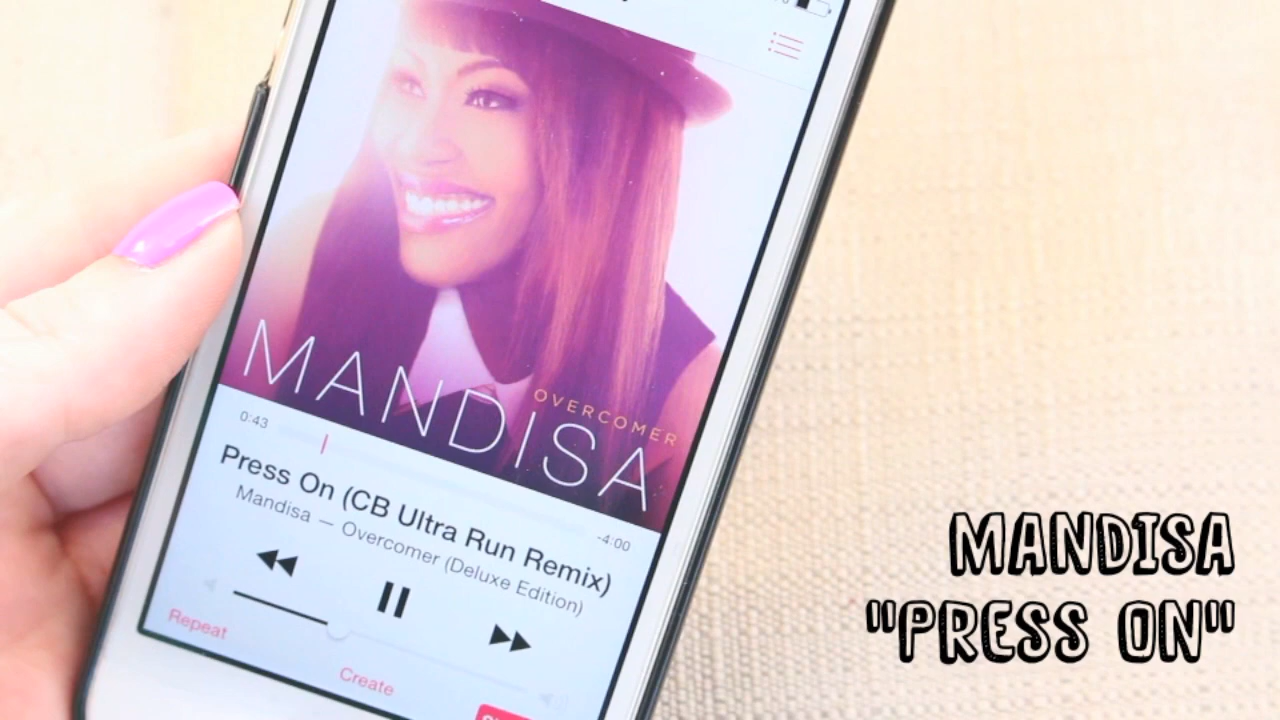 MANDISA
OVERCOMER
0:43
-4:00
Press On (CB Ultra Run Remix)
Mandisa — Overcomer (Deluxe Edition)
Repeat
Create
MANDISA
"PRESS ON"